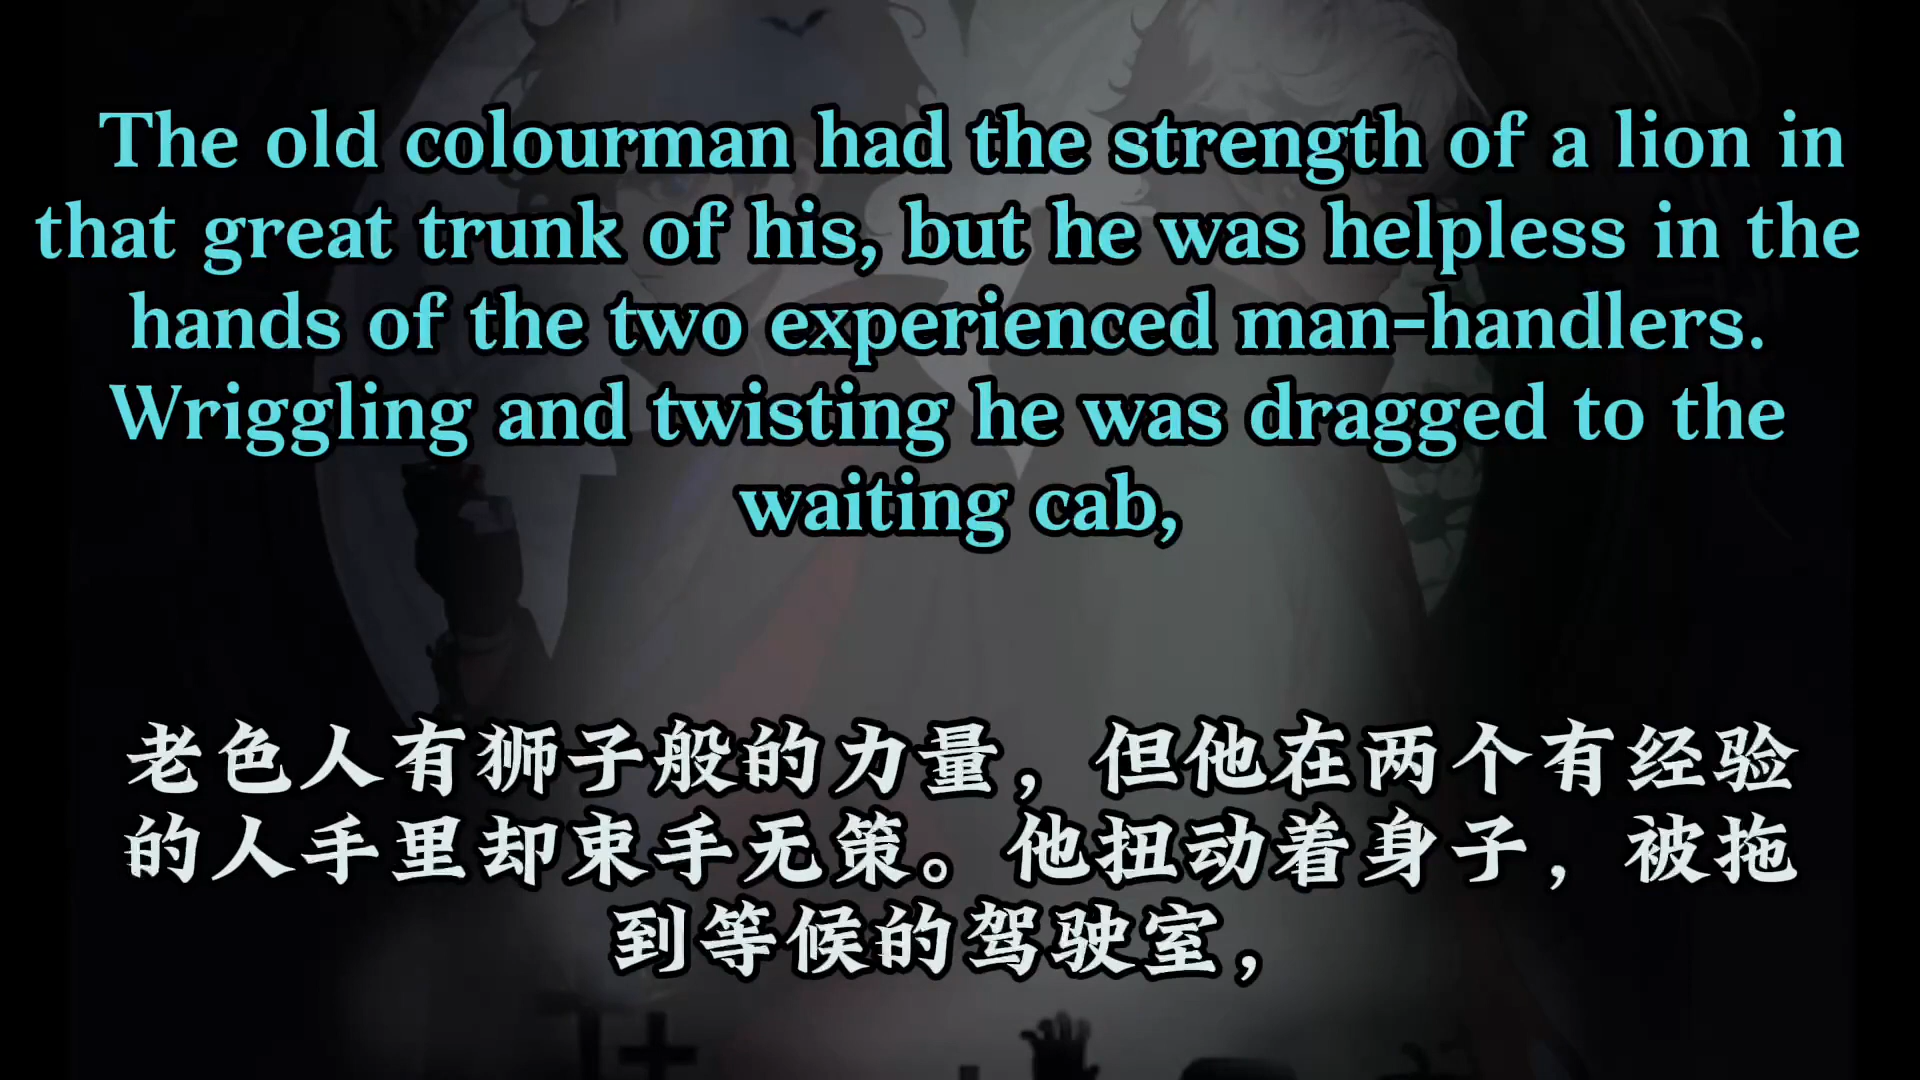 The old colourman had the strength of a lion in
that great trunk of his, but he was helpless in the
hands of the two experienced man-handlers.
Wriggling and twisting he was dragged to the
waiting cab,
老色人有狮子般的力量，但他在两个有经验
的人手里却束手无策。他扭动着身子，被拖
到等候的驾驶室，